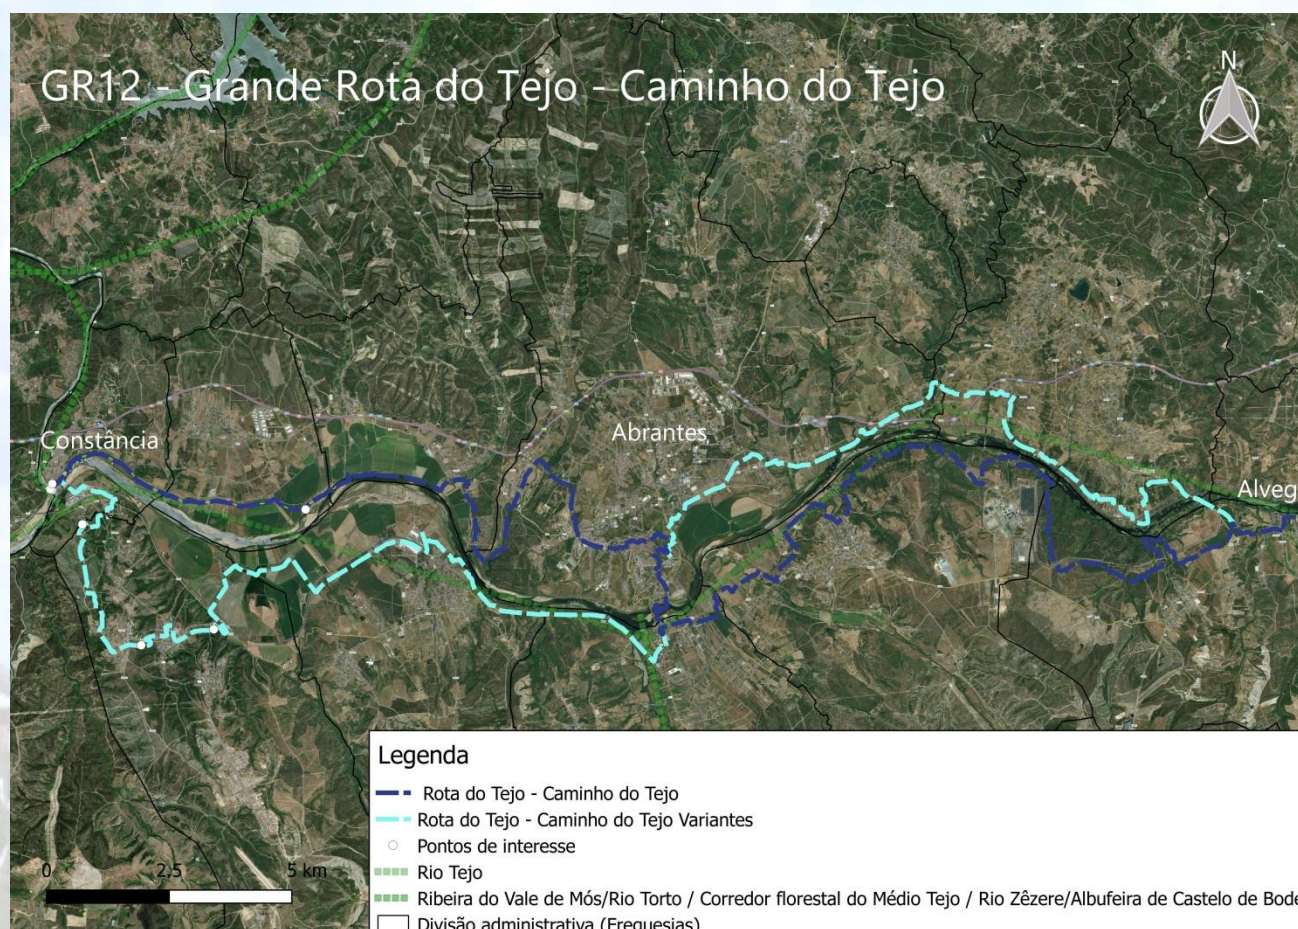 GR12 - Grande Rota do Tejo - Caminho do Tejo
N
Constância
Abrantes
Alveg
Legenda
Rota do Tejo - Caminho do Tejo
Rota do Tejo - Caminho do Tejo Variantes
Pontos de interesse
Rio Tejo
Ribeira do Vale de Mós/Rio Torto / Corredor florestal do Médio Tejo / Rio Zêzere/Albufeira de Castelo de Bode
Divisão administrativa (Freguesias)
0 2,5 5 km